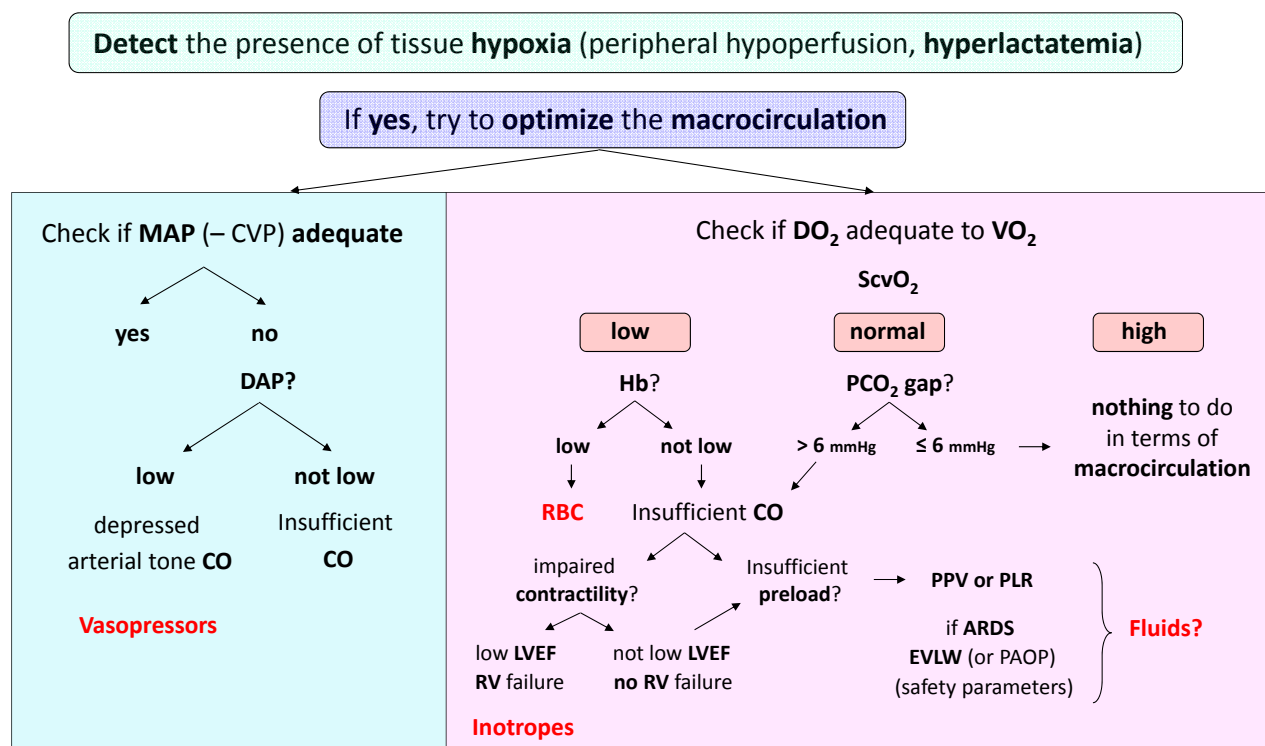 Detect the presence of tissue hypoxia (peripheral hypoperfusion, hyperlactatemia)
If yes, try to optimize the macrocirculation
Check if MAP (– CVP) adequate
yes
no
DAP?
low
not low
depressed
arterial tone CO
Insufficient
CO
Vasopressors
Check if DO₂ adequate to VO₂
ScvO₂
low
normal
high
Hb?
PCO₂ gap?
nothing to do
in terms of
macrocirculation
low
not low
> 6 mmHg
≤ 6 mmHg
RBC
Insufficient CO
impaired
contractility?
Insufficient
preload?
PPV or PLR
low LVEF
RV failure
not low LVEF
no RV failure
if ARDS
EVLW (or PAOP)
(safety parameters)
Fluids?
Inotropes